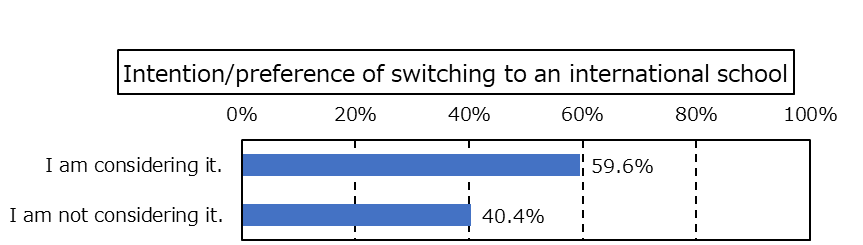 Intention/preference of switching to an international school
0% 20% 40% 60% 80% 100%
I am considering it. 59.6%
I am not considering it. 40.4%